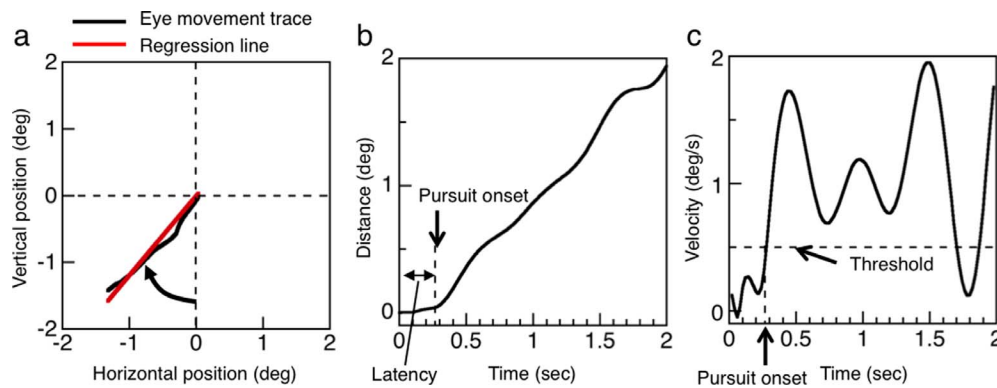 a
Eye movement trace
Regression line
2
1
0
-1
-2
-2 -1 0 1 2
Vertical position (deg)
Horizontal position (deg)
b
2
1
0
0 0.5 1 1.5 2
Distance (deg)
Pursuit onset
Latency
Time (sec)
c
2
1
0
0 0.5 1 1.5 2
Velocity (deg/s)
Threshold
Time (sec)
Pursuit onset